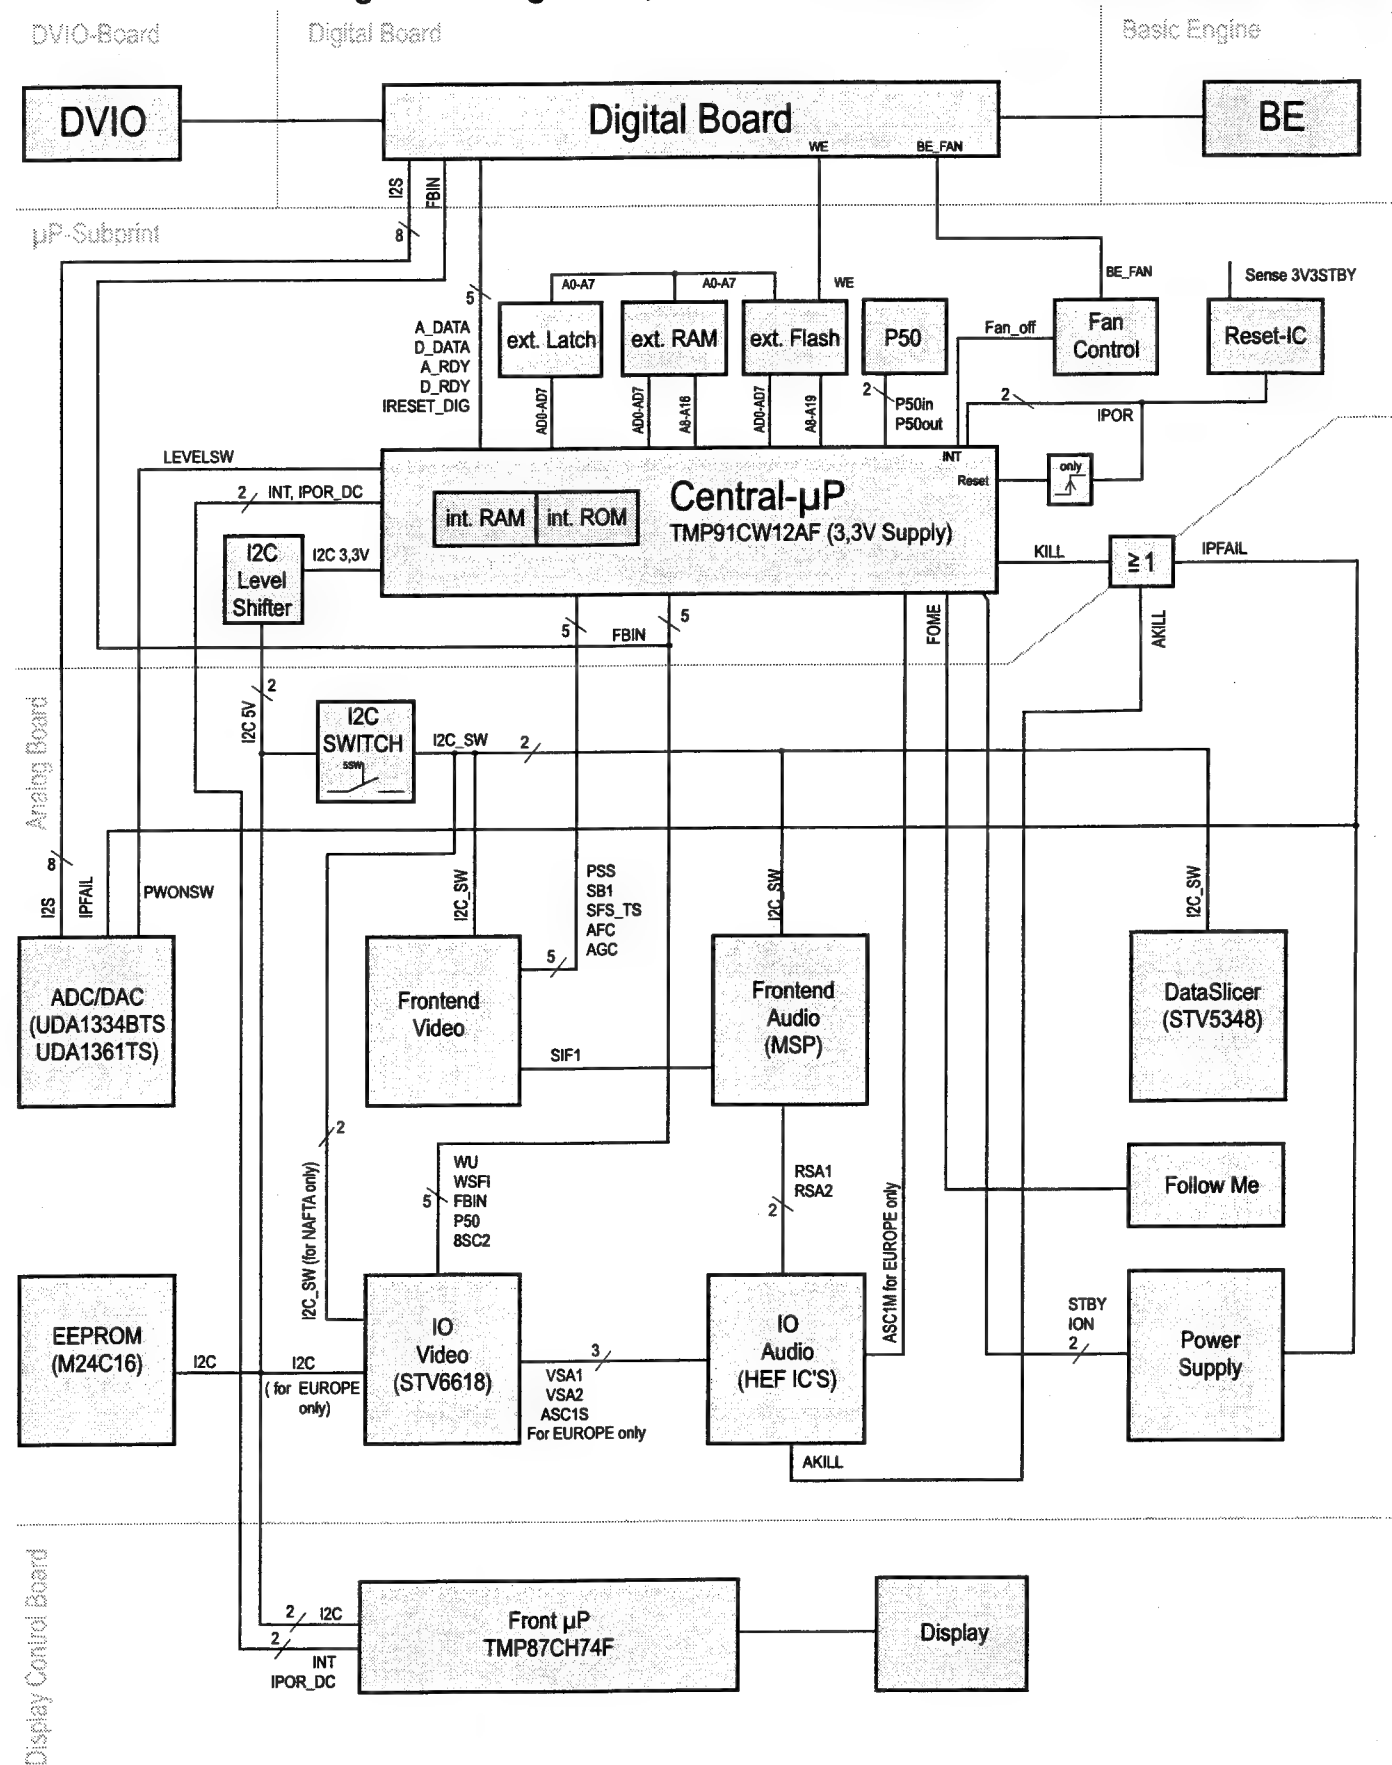 DVIO-Board
Digital Board
Basic Engine
DVIO
Digital Board
BE
WE
BE_FAN
I2S
FBIN
µP-Subprint
8
BE_FAN
Sense 3V3STBY
A0-A7
A0-A7
WE
5
A_DATA
D_DATA
A_RDY
D_RDY
IRESET_DIG
ext. Latch
ext. RAM
ext. Flash
P50
Fan_off
Fan
Control
Reset-IC
AD0-AD7
AD0-AD7
A8-A16
AD0-AD7
A8-A19
2
P50in
P50out
2
IPOR
LEVELSW
INT
only
Reset
2
INT, IPOR_DC
int. RAM
int. ROM
Central-µP
TMP91CW12AF (3,3V Supply)
I2C
Level
Shifter
I2C 3,3V
KILL
≥1
IPFAIL
5
FBIN
5
FOME
AKILL
2
I2C 5V
Analog Board
I2C
SWITCH
5SW
I2C_SW
2
8
I2S
IPFAIL
PWONSW
I2C_SW
PSS
SB1
SFS_TS
AFC
AGC
I2C_SW
I2C_SW
5
ADC/DAC
(UDA1334BTS
UDA1361TS)
Frontend
Video
Frontend
Audio
(MSP)
DataSlicer
(STV5348)
SIF1
2
I2C_SW (for NAFTA only)
WU
WSFI
FBIN
P50
8SC2
5
RSA1
RSA2
2
ASC1M for EUROPE only
Follow Me
EEPROM
(M24C16)
I2C
I2C
( for EUROPE
only)
IO
Video
(STV6618)
3
VSA1
VSA2
ASC1S
For EUROPE only
IO
Audio
(HEF IC'S)
STBY
ION
2
Power
Supply
AKILL
Display Control Board
2
I2C
2
INT
IPOR_DC
Front µP
TMP87CH74F
Display